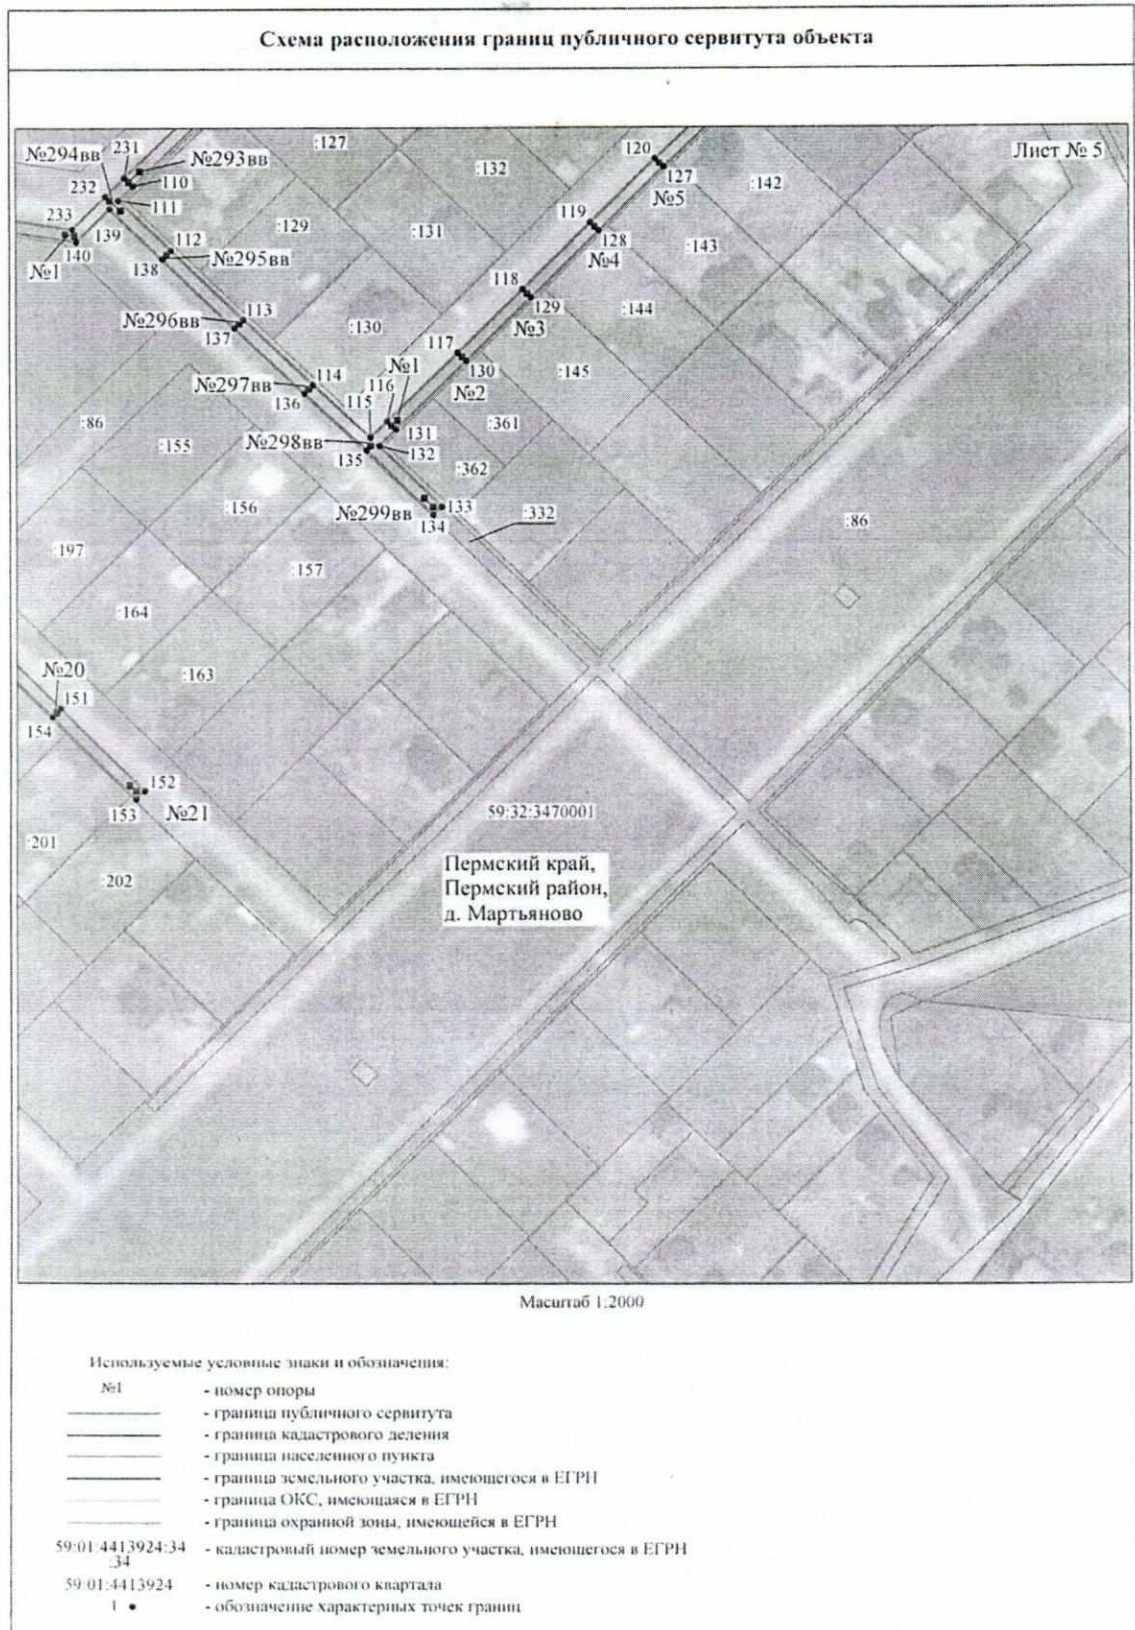 Схема расположения границ публичного сервитута объекта
Лист № 5
231
№294вв
№293вв
:127
120
:132
127
:142
232
110
№5
111
233
139
112
:129
:131
119
128
:143
140
№1
138
№295вв
№4
118
129
:144
113
№296вв
137
:130
№3
117
130
114
№1
№2
:145
№297вв
116
136
115
:86
:155
131
:361
№298вв
132
135
:362
:156
№299вв
133
134
:332
:86
:197
:157
:164
№20
:163
151
154
152
153
№21
59:32:3470001
:201
:202
Пермский край,
Пермский район,
д. Мартьяново
Масштаб 1:2000
Используемые условные знаки и обозначения:
№1 - номер опоры
- граница публичного сервитута
- граница кадастрового деления
- граница населенного пункта
- граница земельного участка, имеющегося в ЕГРН
- граница ОКС, имеющаяся в ЕГРН
- граница охранной зоны, имеющейся в ЕГРН
59:01:4413924:34 - кадастровый номер земельного участка, имеющегося в ЕГРН
:34
59:01:4413924 - номер кадастрового квартала
1 • - обозначение характерных точек границ